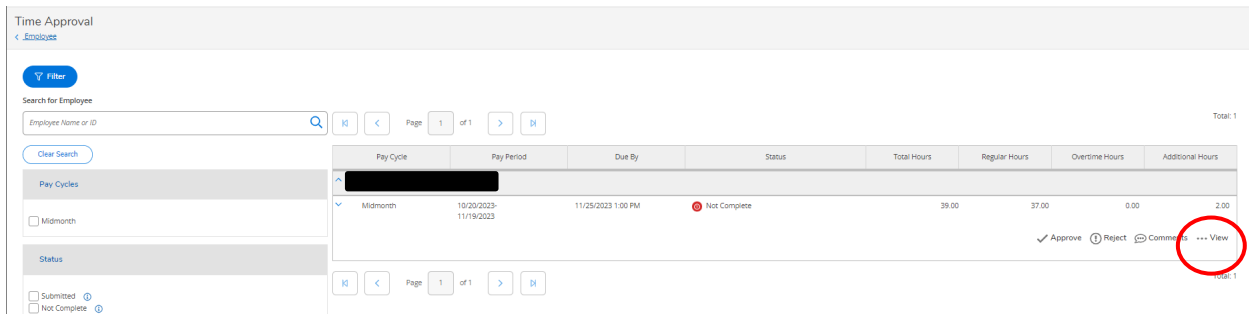 Time Approval
< Employee
Filter
Search for Employee
Employee Name or ID
Page 1 of 1
Total: 1
Clear Search
Pay Cycle Pay Period Due By Status Total Hours Regular Hours Overtime Hours Additional Hours
Pay Cycles
Midmonth 10/20/2023- 11/25/2023 1:00 PM Not Complete 39.00 37.00 0.00 2.00
11/19/2023
Midmonth
Approve Reject Comments View
Status
Page 1 of 1
Total: 1
Submitted
Not Complete